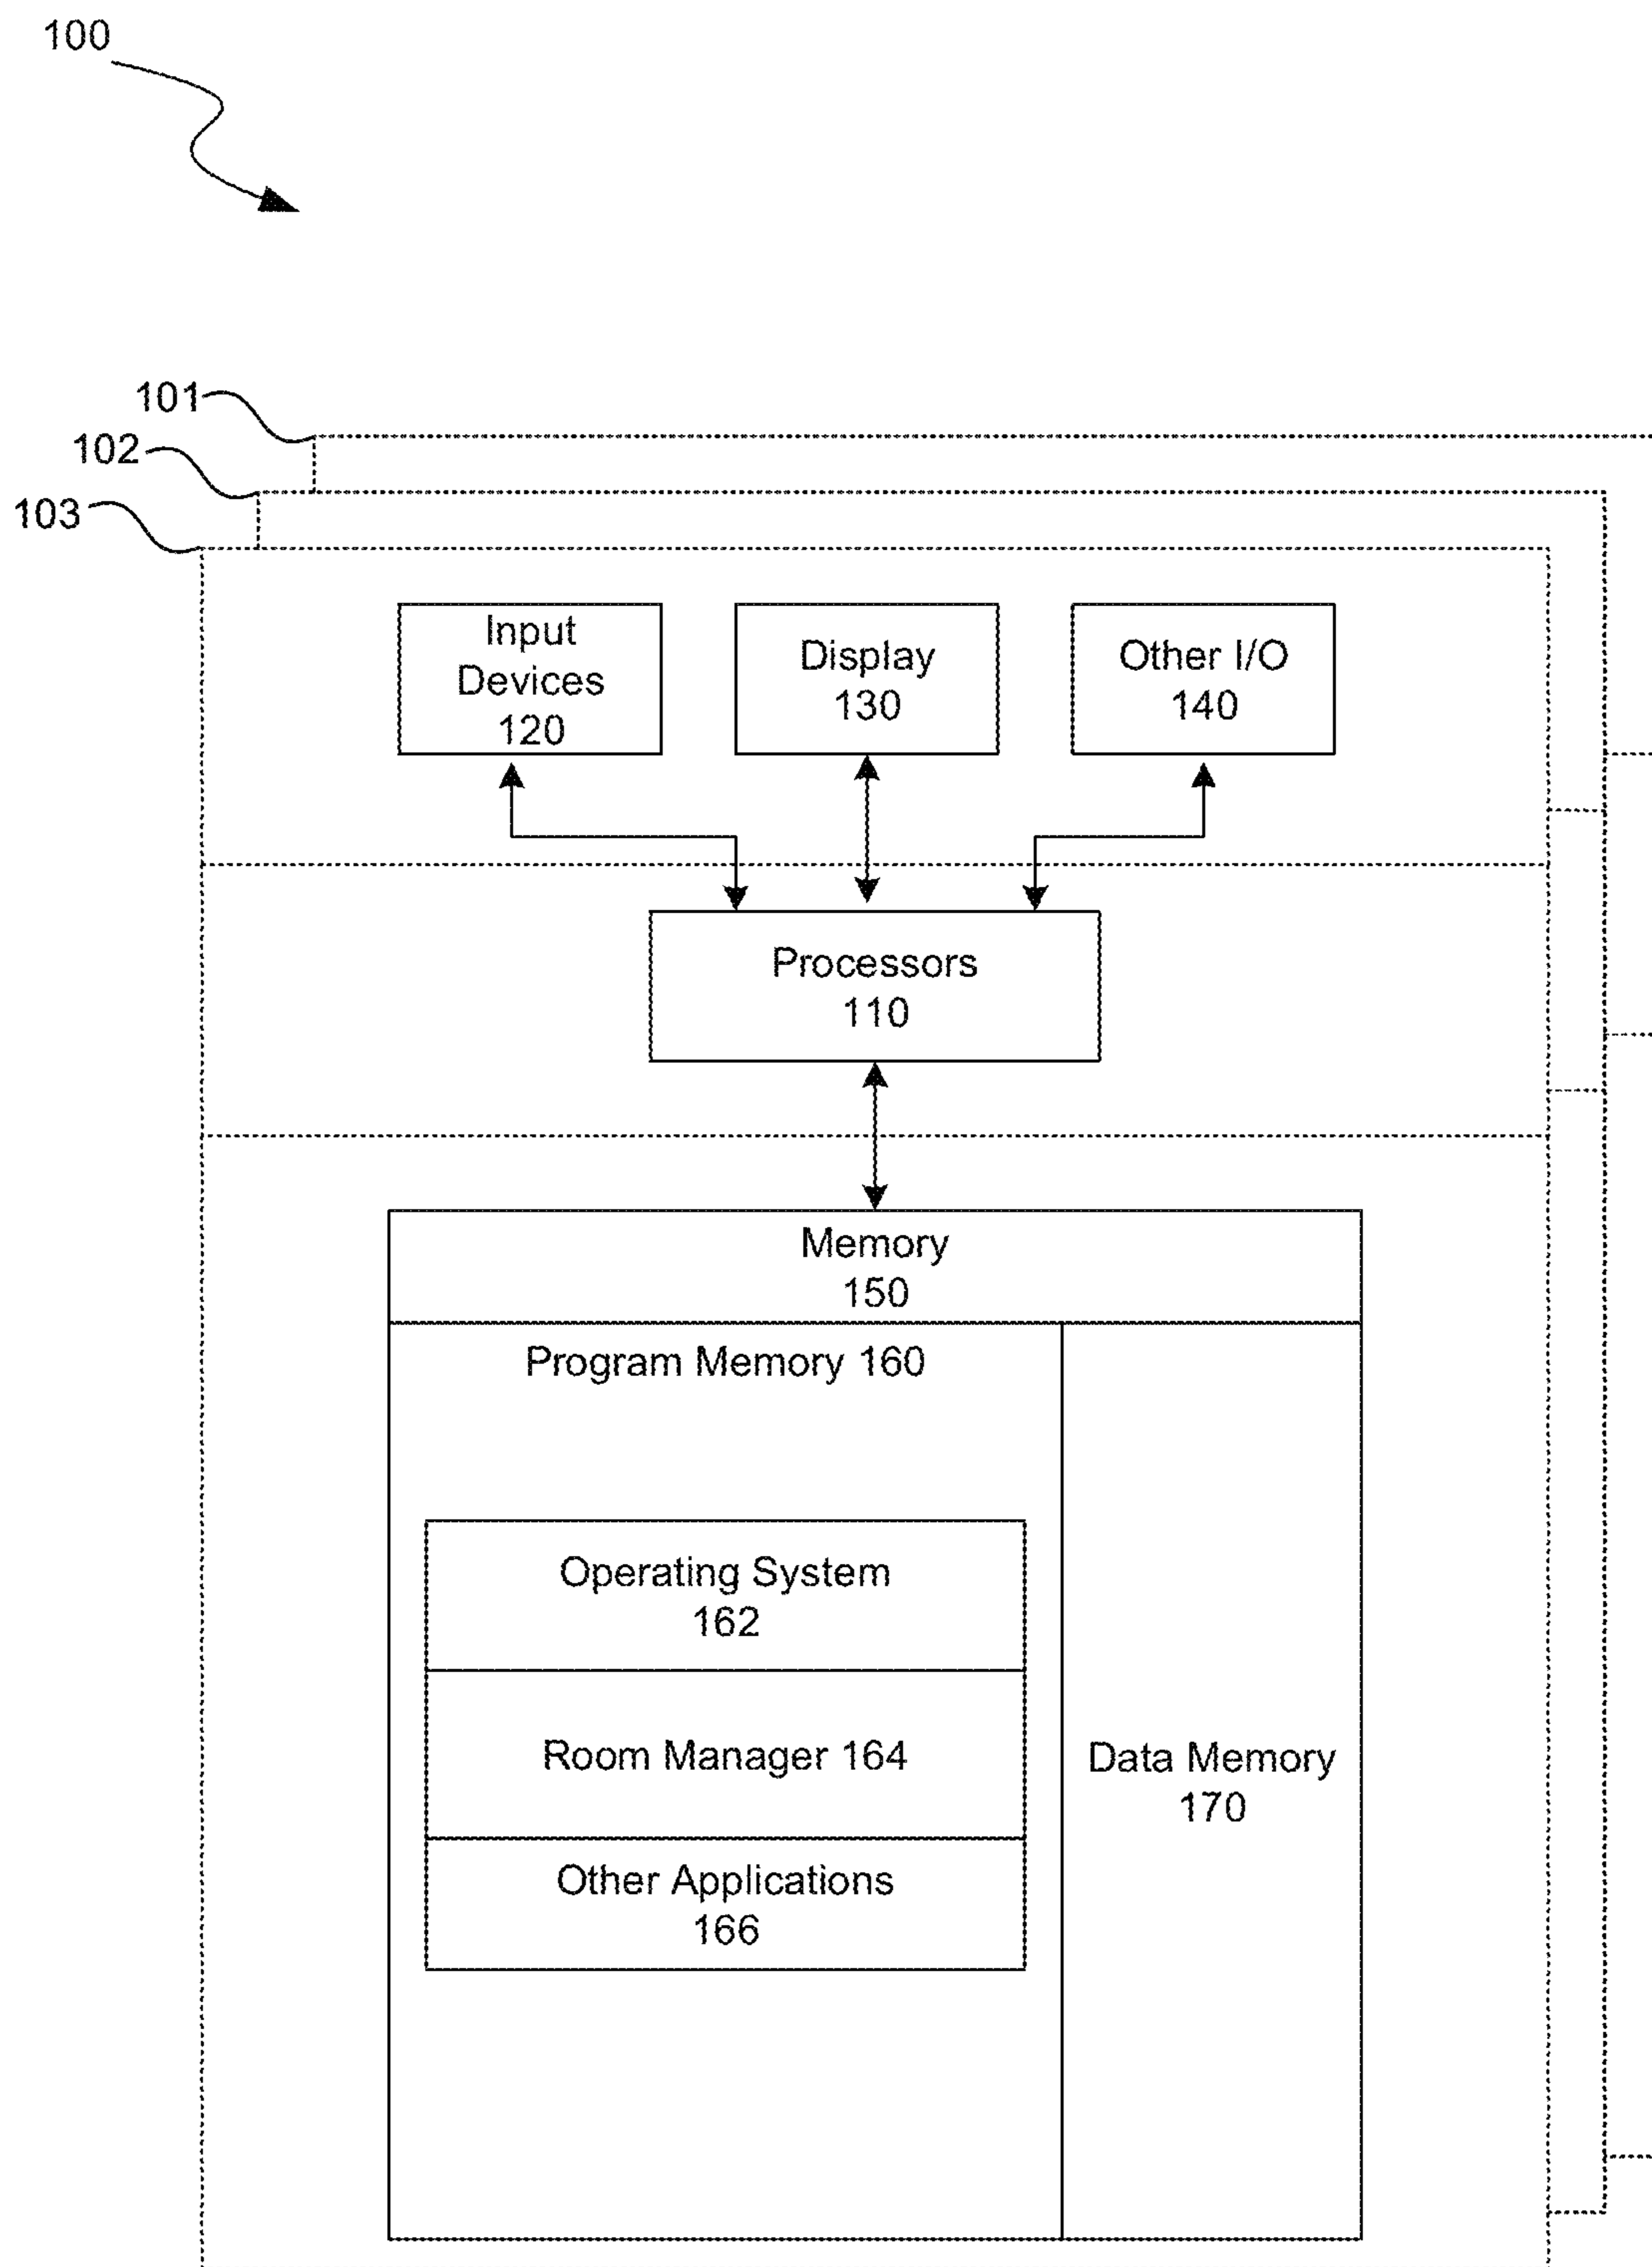 100
101
102
103
Input
Devices
120
Display
130
Other I/O
140
Processors
110
Memory
150
Program Memory 160
Operating System
162
Room Manager 164
Other Applications
166
Data Memory
170